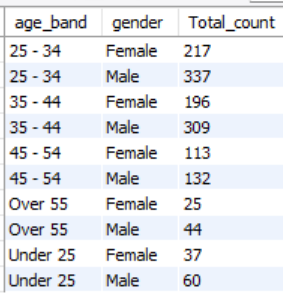 age_band gender Total_count
25 - 34 Female 217
25 - 34 Male 337
35 - 44 Female 196
35 - 44 Male 309
45 - 54 Female 113
45 - 54 Male 132
Over 55 Female 25
Over 55 Male 44
Under 25 Female 37
Under 25 Male 60